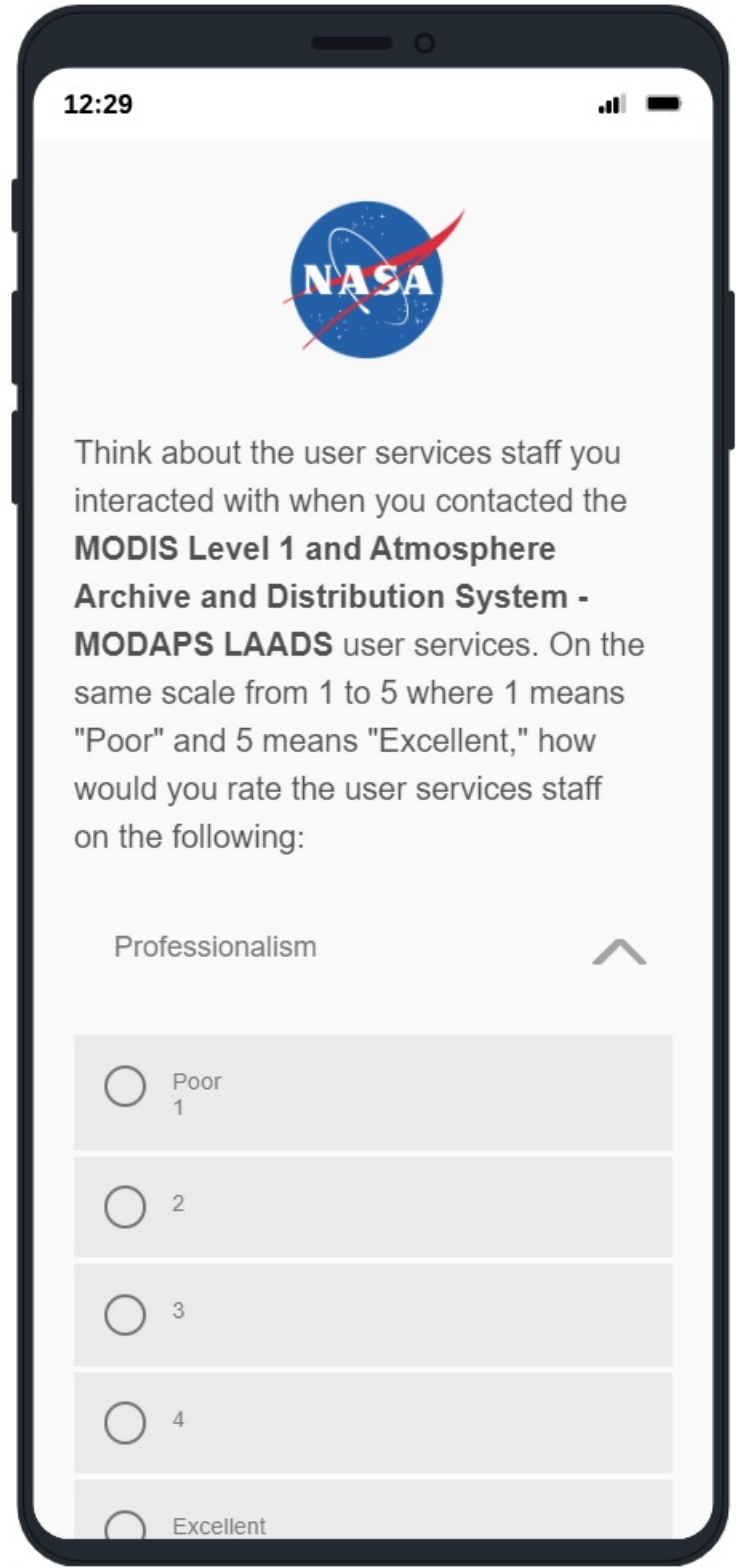 12:29
NASA
Think about the user services staff you
interacted with when you contacted the
MODIS Level 1 and Atmosphere
Archive and Distribution System -
MODAPS LAADS user services. On the
same scale from 1 to 5 where 1 means
"Poor" and 5 means "Excellent," how
would you rate the user services staff
on the following:
Professionalism
Poor
1
2
3
4
Excellent